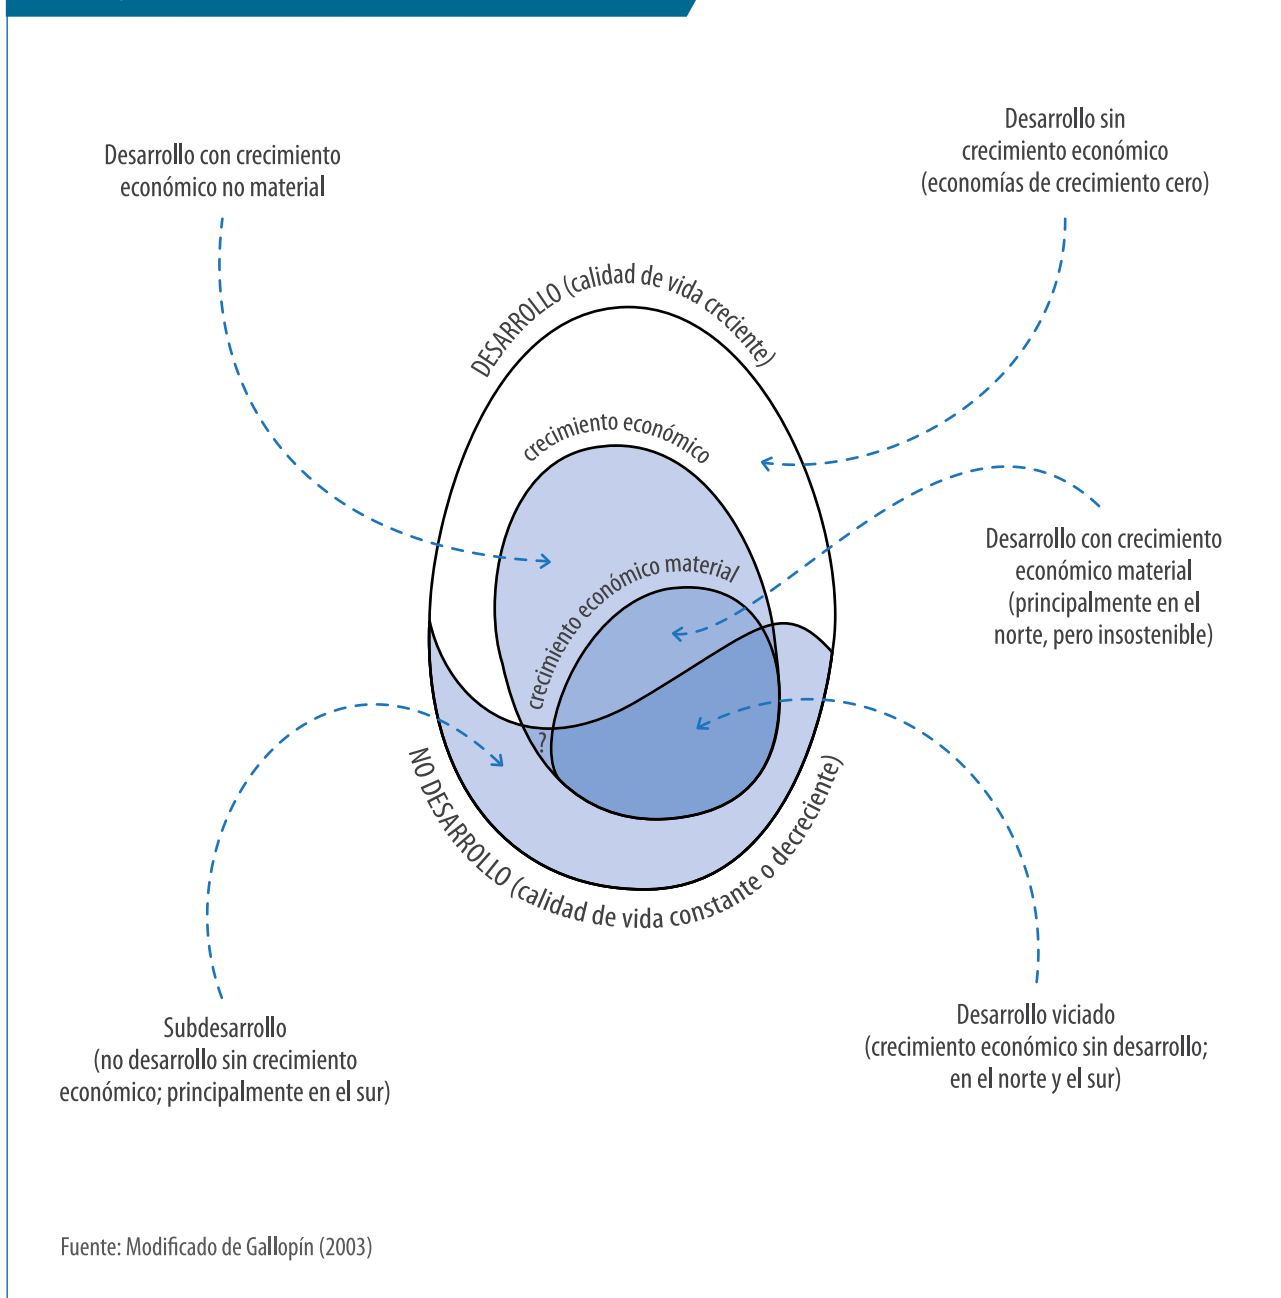 Desarrollo con crecimiento
económico no material
Desarrollo sin
crecimiento económico
(economías de crecimiento cero)
DESARROLLO (calidad de vida creciente)
crecimiento económico
crecimiento económico material
Desarrollo con crecimiento
económico material
(principalmente en el
norte, pero insostenible)
?
NO DESARROLLO (calidad de vida constante o decreciente)
Subdesarrollo
(no desarrollo sin crecimiento
económico; principalmente en el sur)
Desarrollo viciado
(crecimiento económico sin desarrollo;
en el norte y el sur)
Fuente: Modificado de Gallopín (2003)